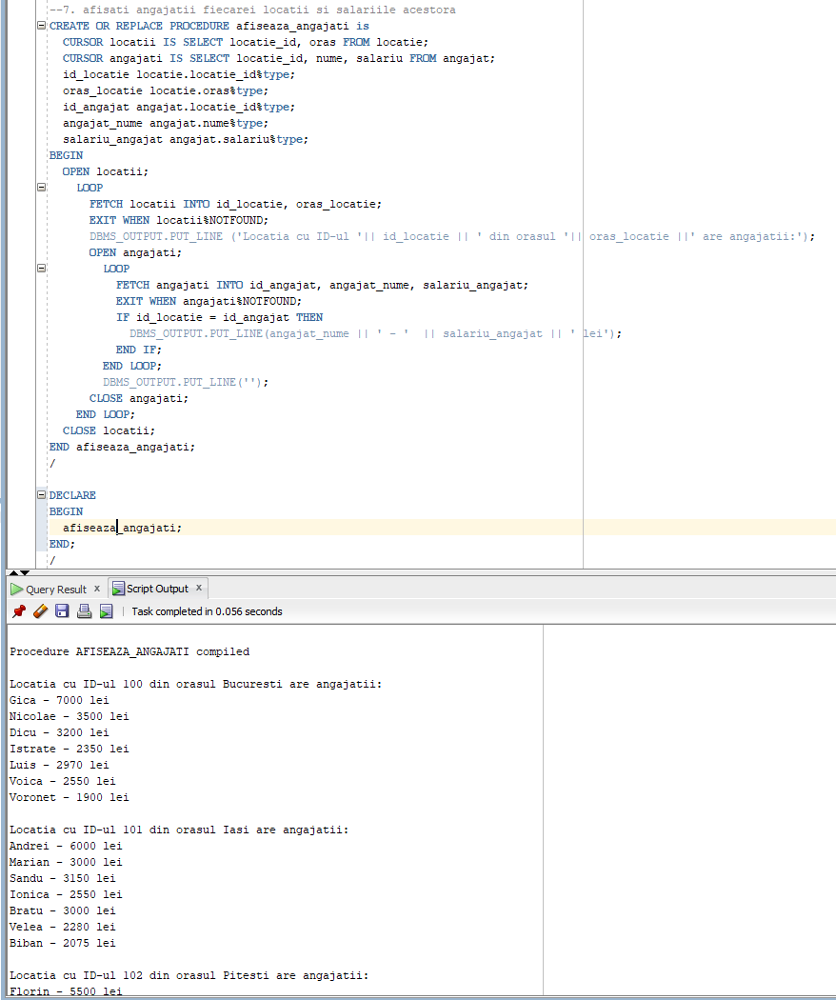 --7. afisati angajatii fiecarei locatii si salariile acestora
CREATE OR REPLACE PROCEDURE afiseaza_angajati is
  CURSOR locatii IS SELECT locatie_id, oras FROM locatie;
  CURSOR angajati IS SELECT locatie_id, nume, salariu FROM angajat;
  id_locatie locatie.locatie_id%type;
  oras_locatie locatie.oras%type;
  id_angajat angajat.locatie_id%type;
  angajat_nume angajat.nume%type;
  salariu_angajat angajat.salariu%type;
BEGIN
  OPEN locatii;
    LOOP
      FETCH locatii INTO id_locatie, oras_locatie;
      EXIT WHEN locatii%NOTFOUND;
      DBMS_OUTPUT.PUT_LINE ('Locatia cu ID-ul '|| id_locatie || ' din orasul '|| oras_locatie ||' are angajatii:');
      OPEN angajati;
        LOOP
          FETCH angajati INTO id_angajat, angajat_nume, salariu_angajat;
          EXIT WHEN angajati%NOTFOUND;
          IF id_locatie = id_angajat THEN
            DBMS_OUTPUT.PUT_LINE(angajat_nume || ' - '  || salariu_angajat || ' lei');
          END IF;
        END LOOP;
        DBMS_OUTPUT.PUT_LINE('');
      CLOSE angajati;
    END LOOP;
  CLOSE locatii;
END afiseaza_angajati;
/
DECLARE
BEGIN
  afiseaza_angajati;
END;
/
Query Result x Script Output x
Task completed in 0.056 seconds
Procedure AFISEAZA_ANGAJATI compiled
Locatia cu ID-ul 100 din orasul Bucuresti are angajatii:
Gica - 7000 lei
Nicolae - 3500 lei
Dicu - 3200 lei
Istrate - 2350 lei
Luis - 2970 lei
Voica - 2550 lei
Voronet - 1900 lei
Locatia cu ID-ul 101 din orasul Iasi are angajatii:
Andrei - 6000 lei
Marian - 3000 lei
Sandu - 3150 lei
Ionica - 2550 lei
Bratu - 3000 lei
Velea - 2280 lei
Biban - 2075 lei
Locatia cu ID-ul 102 din orasul Pitesti are angajatii:
Florin - 5500 lei